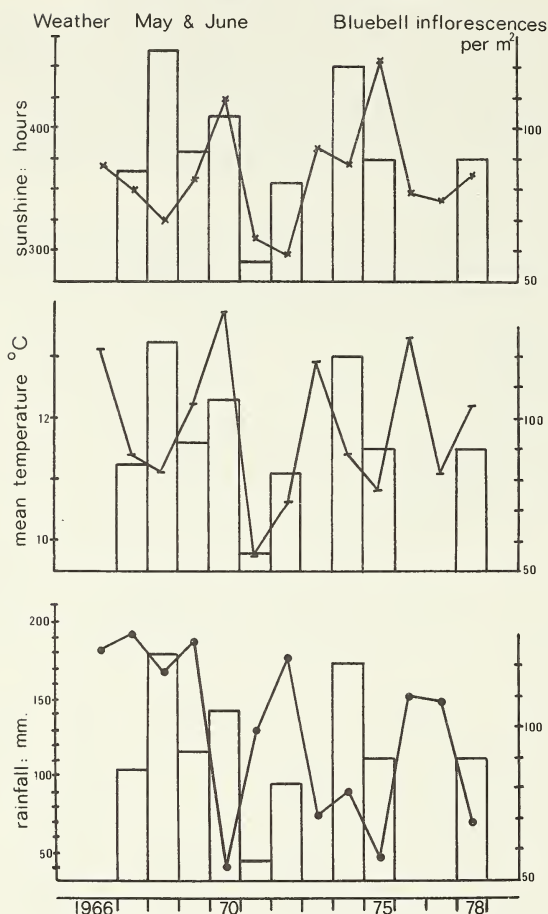 Weather May & June Bluebell inflorescences
per m²
sunshine: hours
400
300
100
50
mean temperature °C
12
10
100
50
rainfall: mm.
200
150
100
50
100
50
1966 70 75 78